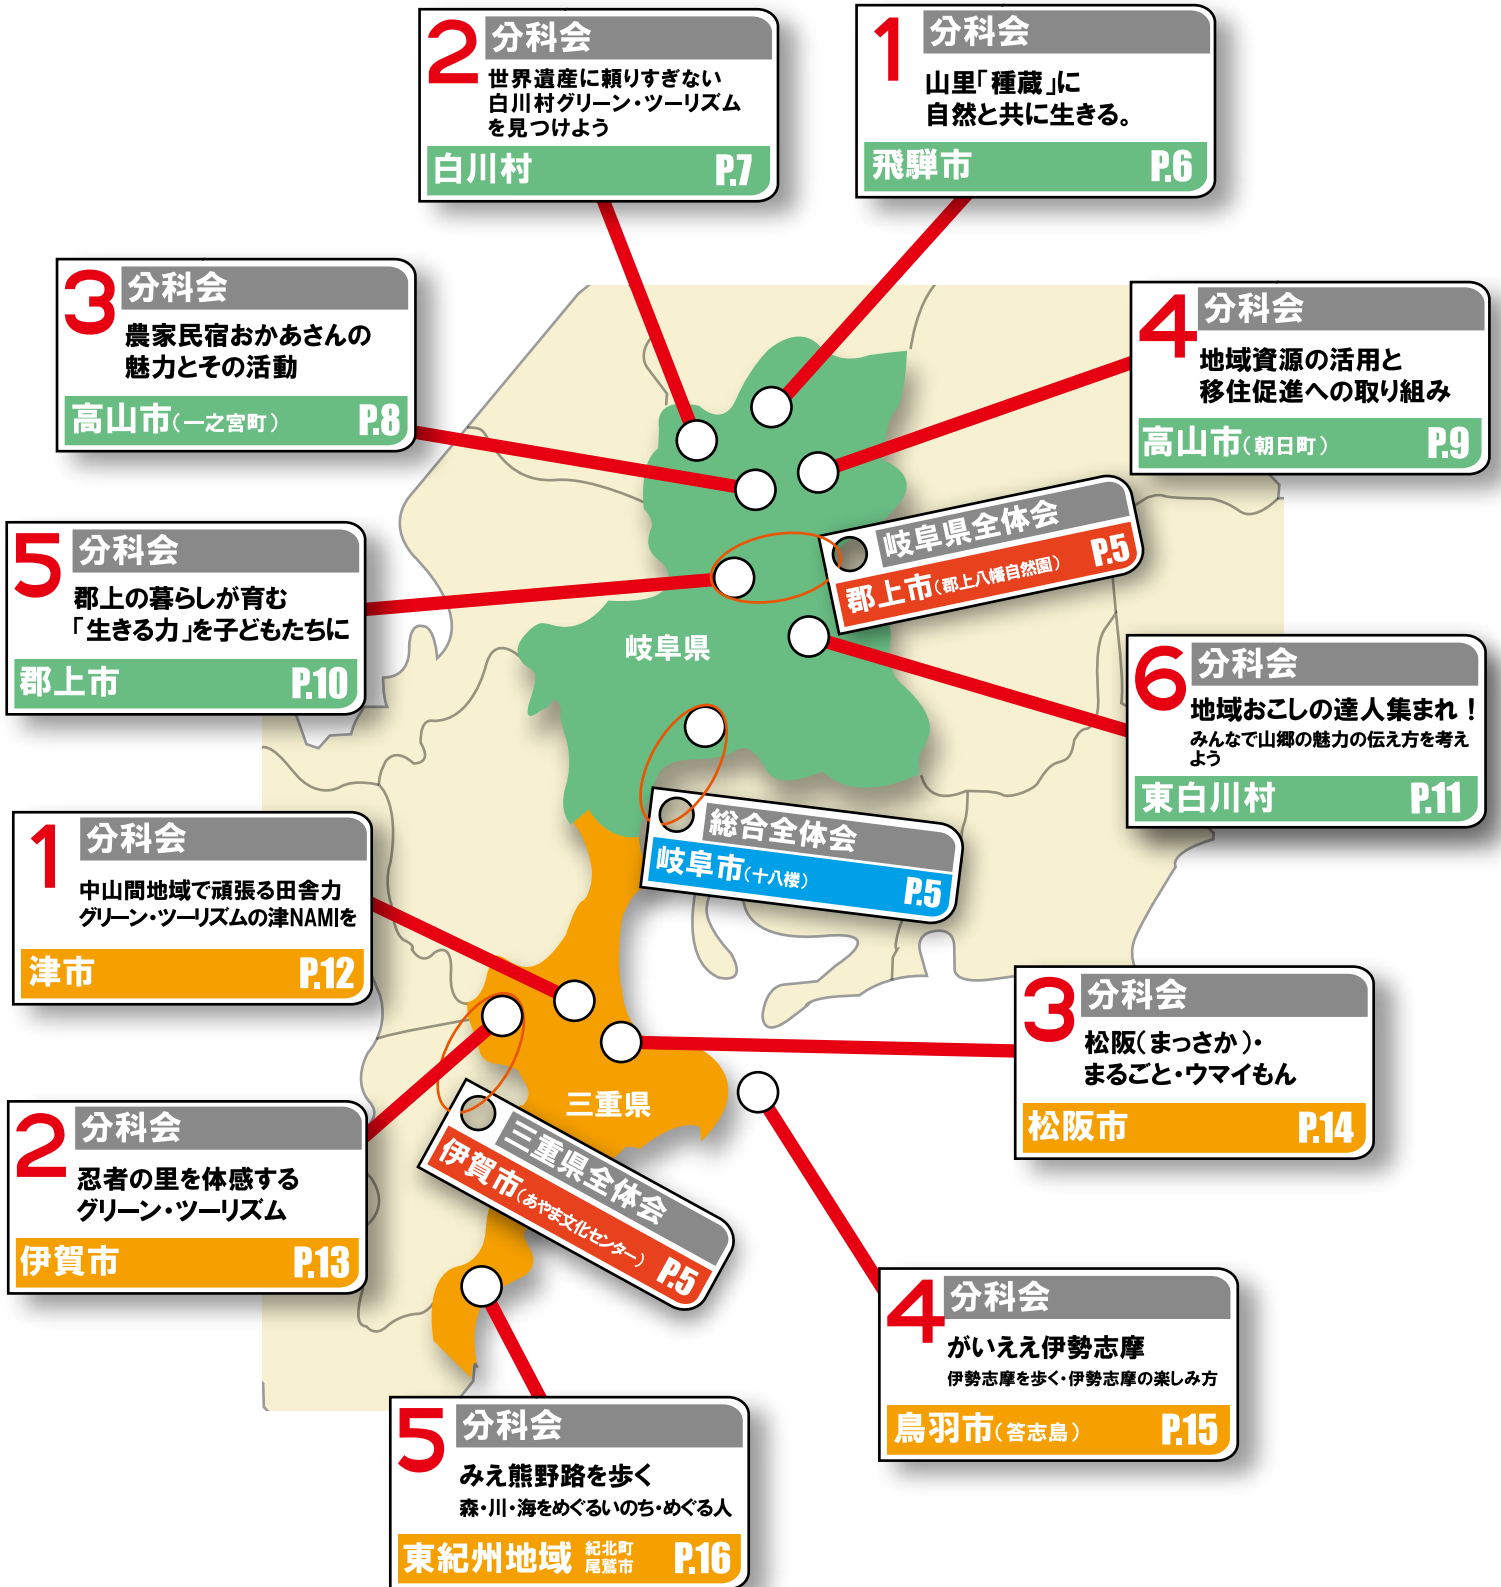 2 分科会
世界遺産に頼りすぎない
白川村グリーン・ツーリズム
を見つけよう
白川村 P.7
1 分科会
山里「種蔵」に
自然と共に生きる。
飛騨市 P.6
3 分科会
農家民宿おかあさんの
魅力とその活動
高山市（一之宮町） P.8
4 分科会
地域資源の活用と
移住促進への取り組み
高山市（朝日町） P.9
岐阜県全体会
郡上市（郡上八幡自然園） P.5
5 分科会
郡上の暮らしが育む
「生きる力」を子どもたちに
郡上市 P.10
岐阜県
6 分科会
地域おこしの達人集まれ！
みんなで山郷の魅力の伝え方を考え
よう
東白川村 P.11
総合全体会
岐阜市（十八楼） P.5
1 分科会
中山間地域で頑張る田舎力
グリーン・ツーリズムの津NAMIを
津市 P.12
3 分科会
松阪（まっさか）・
まるごと・ウマイもん
松阪市 P.14
三重県
2 分科会
忍者の里を体感する
グリーン・ツーリズム
伊賀市 P.13
三重県全体会
伊賀市（あやま文化センター） P.5
4 分科会
がいええ伊勢志摩
伊勢志摩を歩く・伊勢志摩の楽しみ方
鳥羽市（答志島） P.15
5 分科会
みえ熊野路を歩く
森・川・海をめぐるいのち・めぐる人
東紀州地域 紀北町 尾鷲市 P.16